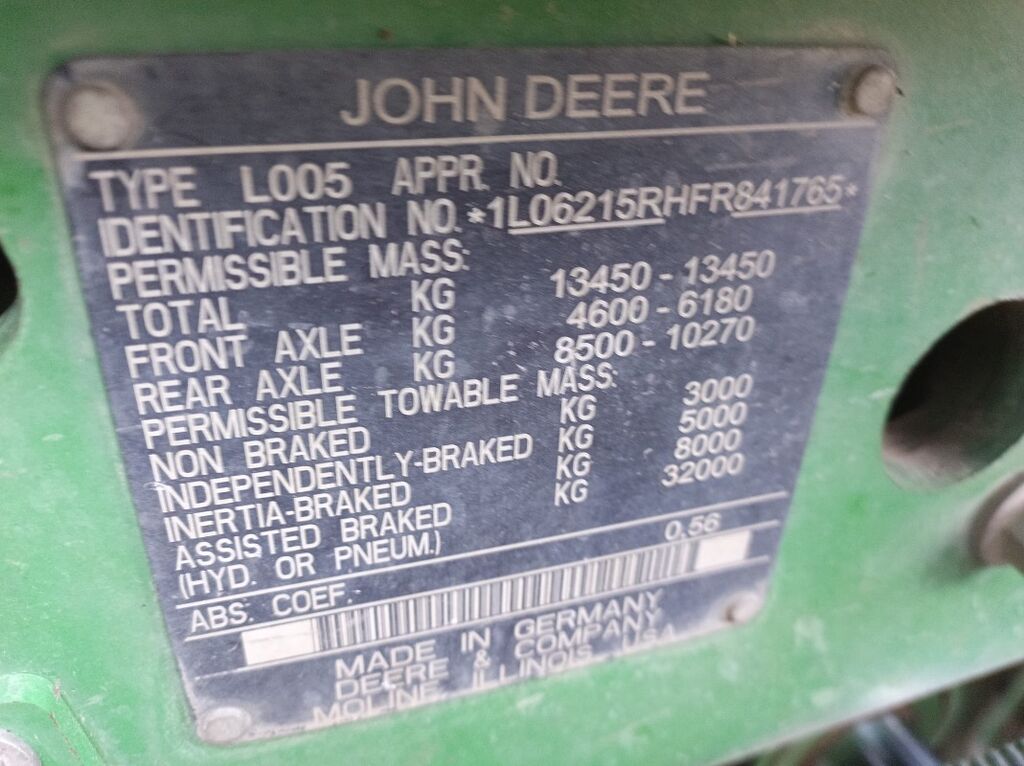 JOHN DEERE
TYPE L005 APPR. NO.
IDENTIFICATION NO. *1L06215RHFR841765*
PERMISSIBLE MASS:
TOTAL KG 13450 - 13450
FRONT AXLE KG 4600 - 6180
REAR AXLE KG 8500 - 10270
PERMISSIBLE TOWABLE MASS:
NON BRAKED KG 3000
INDEPENDENTLY-BRAKED KG 5000
INERTIA-BRAKED KG 8000
ASSISTED BRAKED KG 32000
(HYD. OR PNEUM.)
ABS. COEF. 0,56
MADE IN GERMANY
DEERE & COMPANY
MOLINE, ILLINOIS, USA